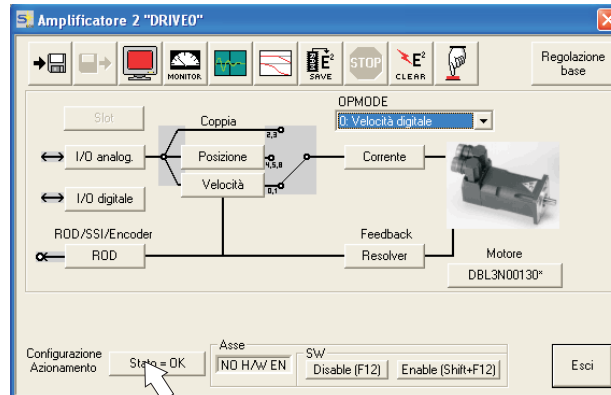 Amplificatore 2 "DRIVE0"
MONITOR
E²
SAVE
STOP
E²
CLEAR
Regolazione
base
OPMODE
0: Velocità digitale
Slot
Coppia
2,3
I/O analog.
Posizione
4,5,8
Corrente
Velocità
0,1
I/O digitale
ROD/SSI/Encoder
Feedback
ROD
Resolver
Motore
DBL3N00130*
Configurazione
Azionamento
Stato = OK
Asse
NO H/W EN
SW
Disable (F12)
Enable (Shift+F12)
Esci